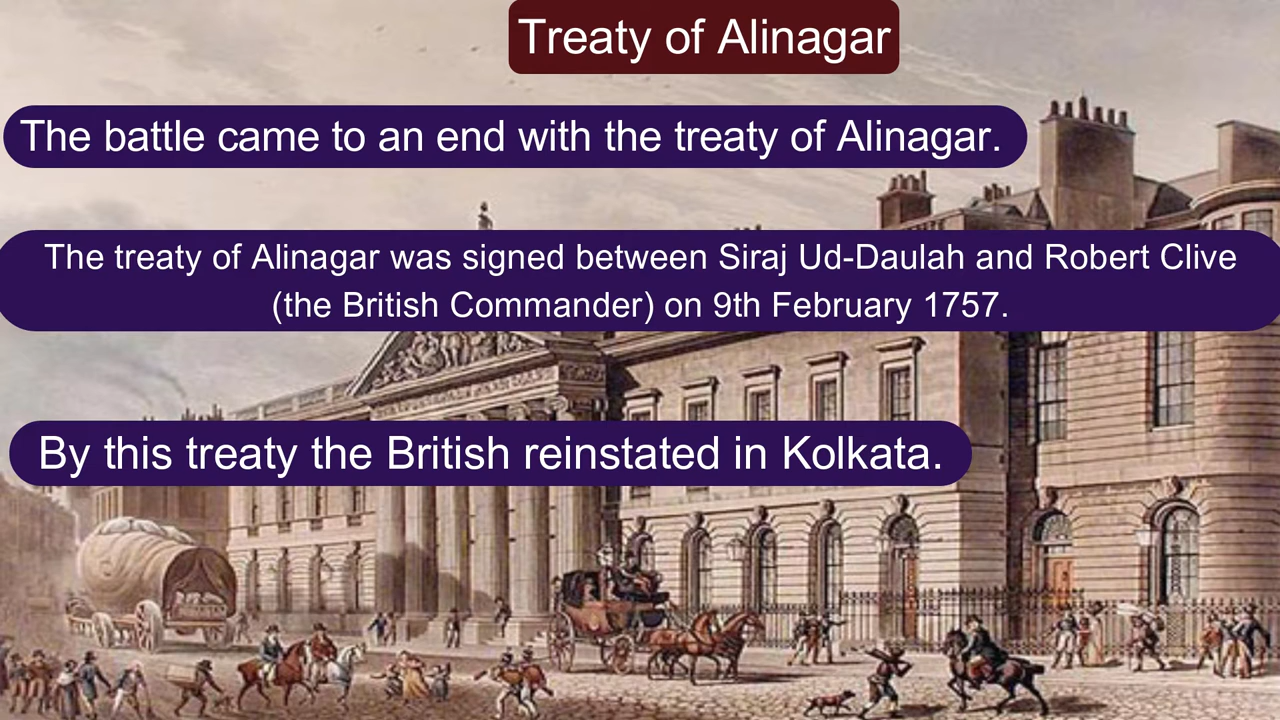 Treaty of Alinagar
The battle came to an end with the treaty of Alinagar.
The treaty of Alinagar was signed between Siraj Ud-Daulah and Robert Clive
(the British Commander) on 9th February 1757.
By this treaty the British reinstated in Kolkata.